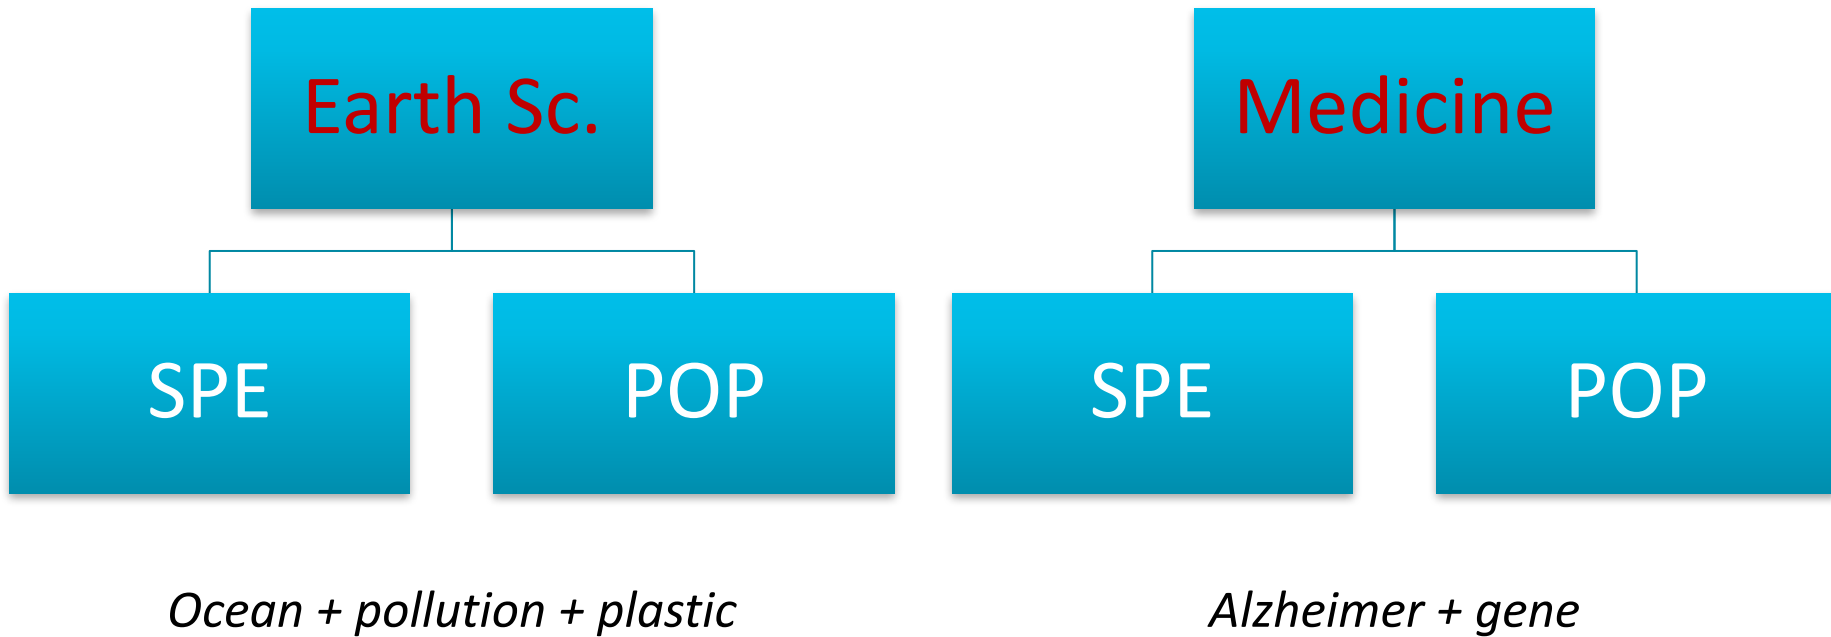 Earth Sc.
Medicine
SPE
POP
SPE
POP
Ocean + pollution + plastic
Alzheimer + gene